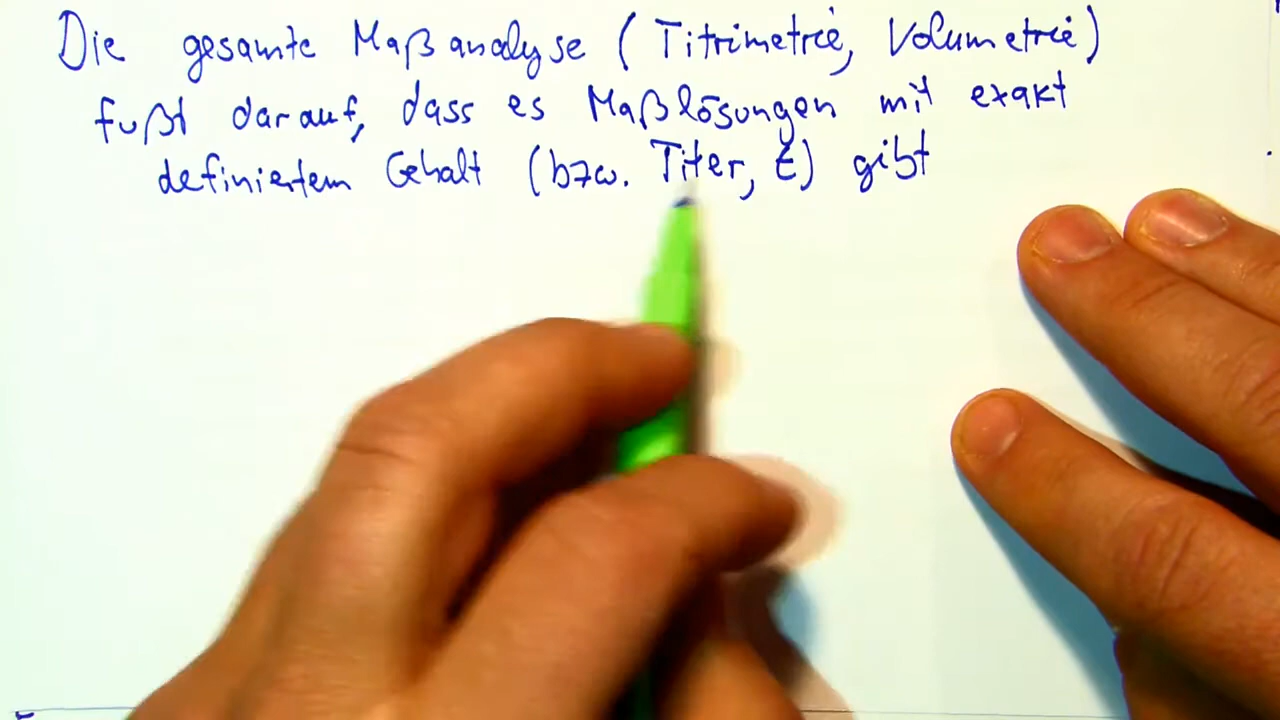 Die gesamte Maßanalyse (Titrimetrie, Volumetrie)
fußt darauf, dass es Maßlösungen mit exakt
definiertem Gehalt (bzw. Titer, t) gibt